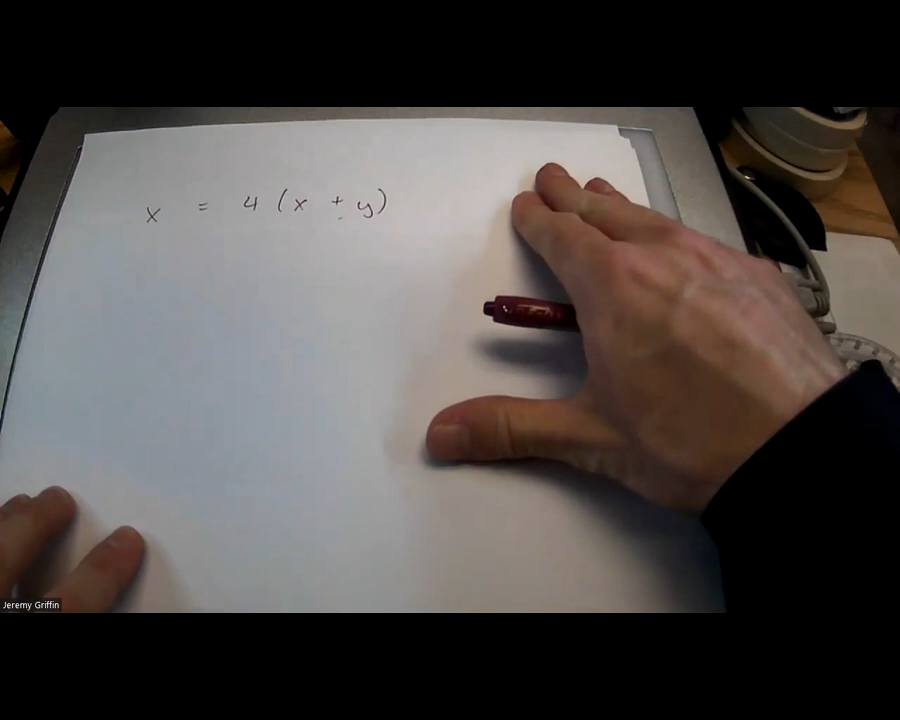 x = 4 (x + y)
Jeremy Griffin